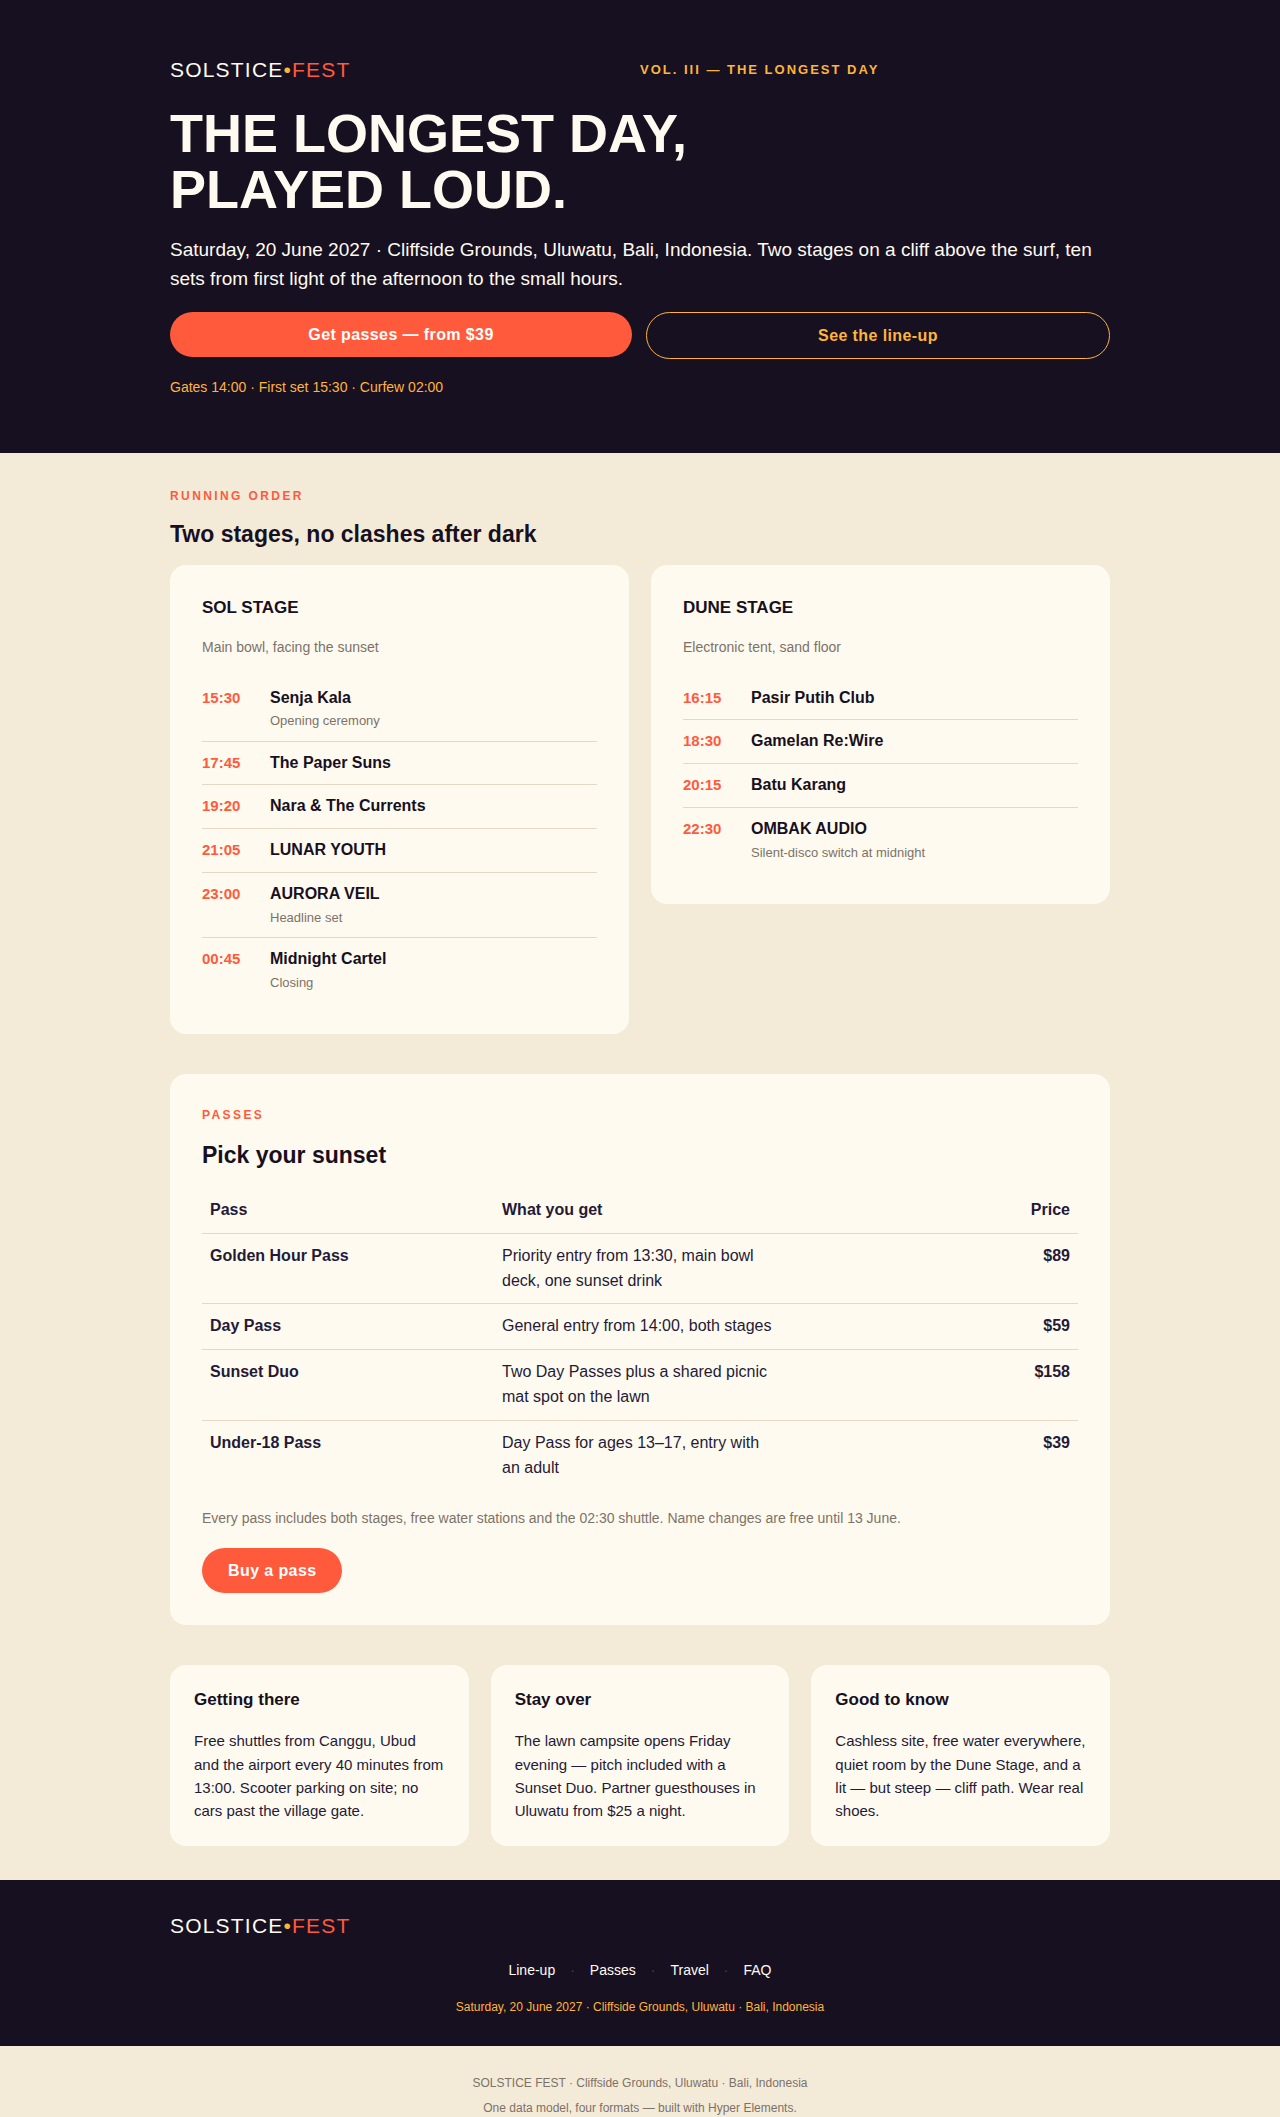 SOLSTICE•FEST
VOL. III — THE LONGEST DAY
THE LONGEST DAY,
PLAYED LOUD.
Saturday, 20 June 2027 · Cliffside Grounds, Uluwatu, Bali, Indonesia. Two stages on a cliff above the surf, ten
sets from first light of the afternoon to the small hours.
Get passes — from $39
See the line-up
Gates 14:00 · First set 15:30 · Curfew 02:00
RUNNING ORDER
Two stages, no clashes after dark
SOL STAGE
Main bowl, facing the sunset
15:30 Senja Kala
Opening ceremony
17:45 The Paper Suns
19:20 Nara & The Currents
21:05 LUNAR YOUTH
23:00 AURORA VEIL
Headline set
00:45 Midnight Cartel
Closing
DUNE STAGE
Electronic tent, sand floor
16:15 Pasir Putih Club
18:30 Gamelan Re:Wire
20:15 Batu Karang
22:30 OMBAK AUDIO
Silent-disco switch at midnight
PASSES
Pick your sunset
Pass What you get Price
Golden Hour Pass Priority entry from 13:30, main bowl $89
deck, one sunset drink
Day Pass General entry from 14:00, both stages $59
Sunset Duo Two Day Passes plus a shared picnic $158
mat spot on the lawn
Under-18 Pass Day Pass for ages 13–17, entry with $39
an adult
Every pass includes both stages, free water stations and the 02:30 shuttle. Name changes are free until 13 June.
Buy a pass
Getting there
Free shuttles from Canggu, Ubud
and the airport every 40 minutes from
13:00. Scooter parking on site; no
cars past the village gate.
Stay over
The lawn campsite opens Friday
evening — pitch included with a
Sunset Duo. Partner guesthouses in
Uluwatu from $25 a night.
Good to know
Cashless site, free water everywhere,
quiet room by the Dune Stage, and a
lit — but steep — cliff path. Wear real
shoes.
SOLSTICE•FEST
Line-up · Passes · Travel · FAQ
Saturday, 20 June 2027 · Cliffside Grounds, Uluwatu · Bali, Indonesia
SOLSTICE FEST · Cliffside Grounds, Uluwatu · Bali, Indonesia
One data model, four formats — built with Hyper Elements.